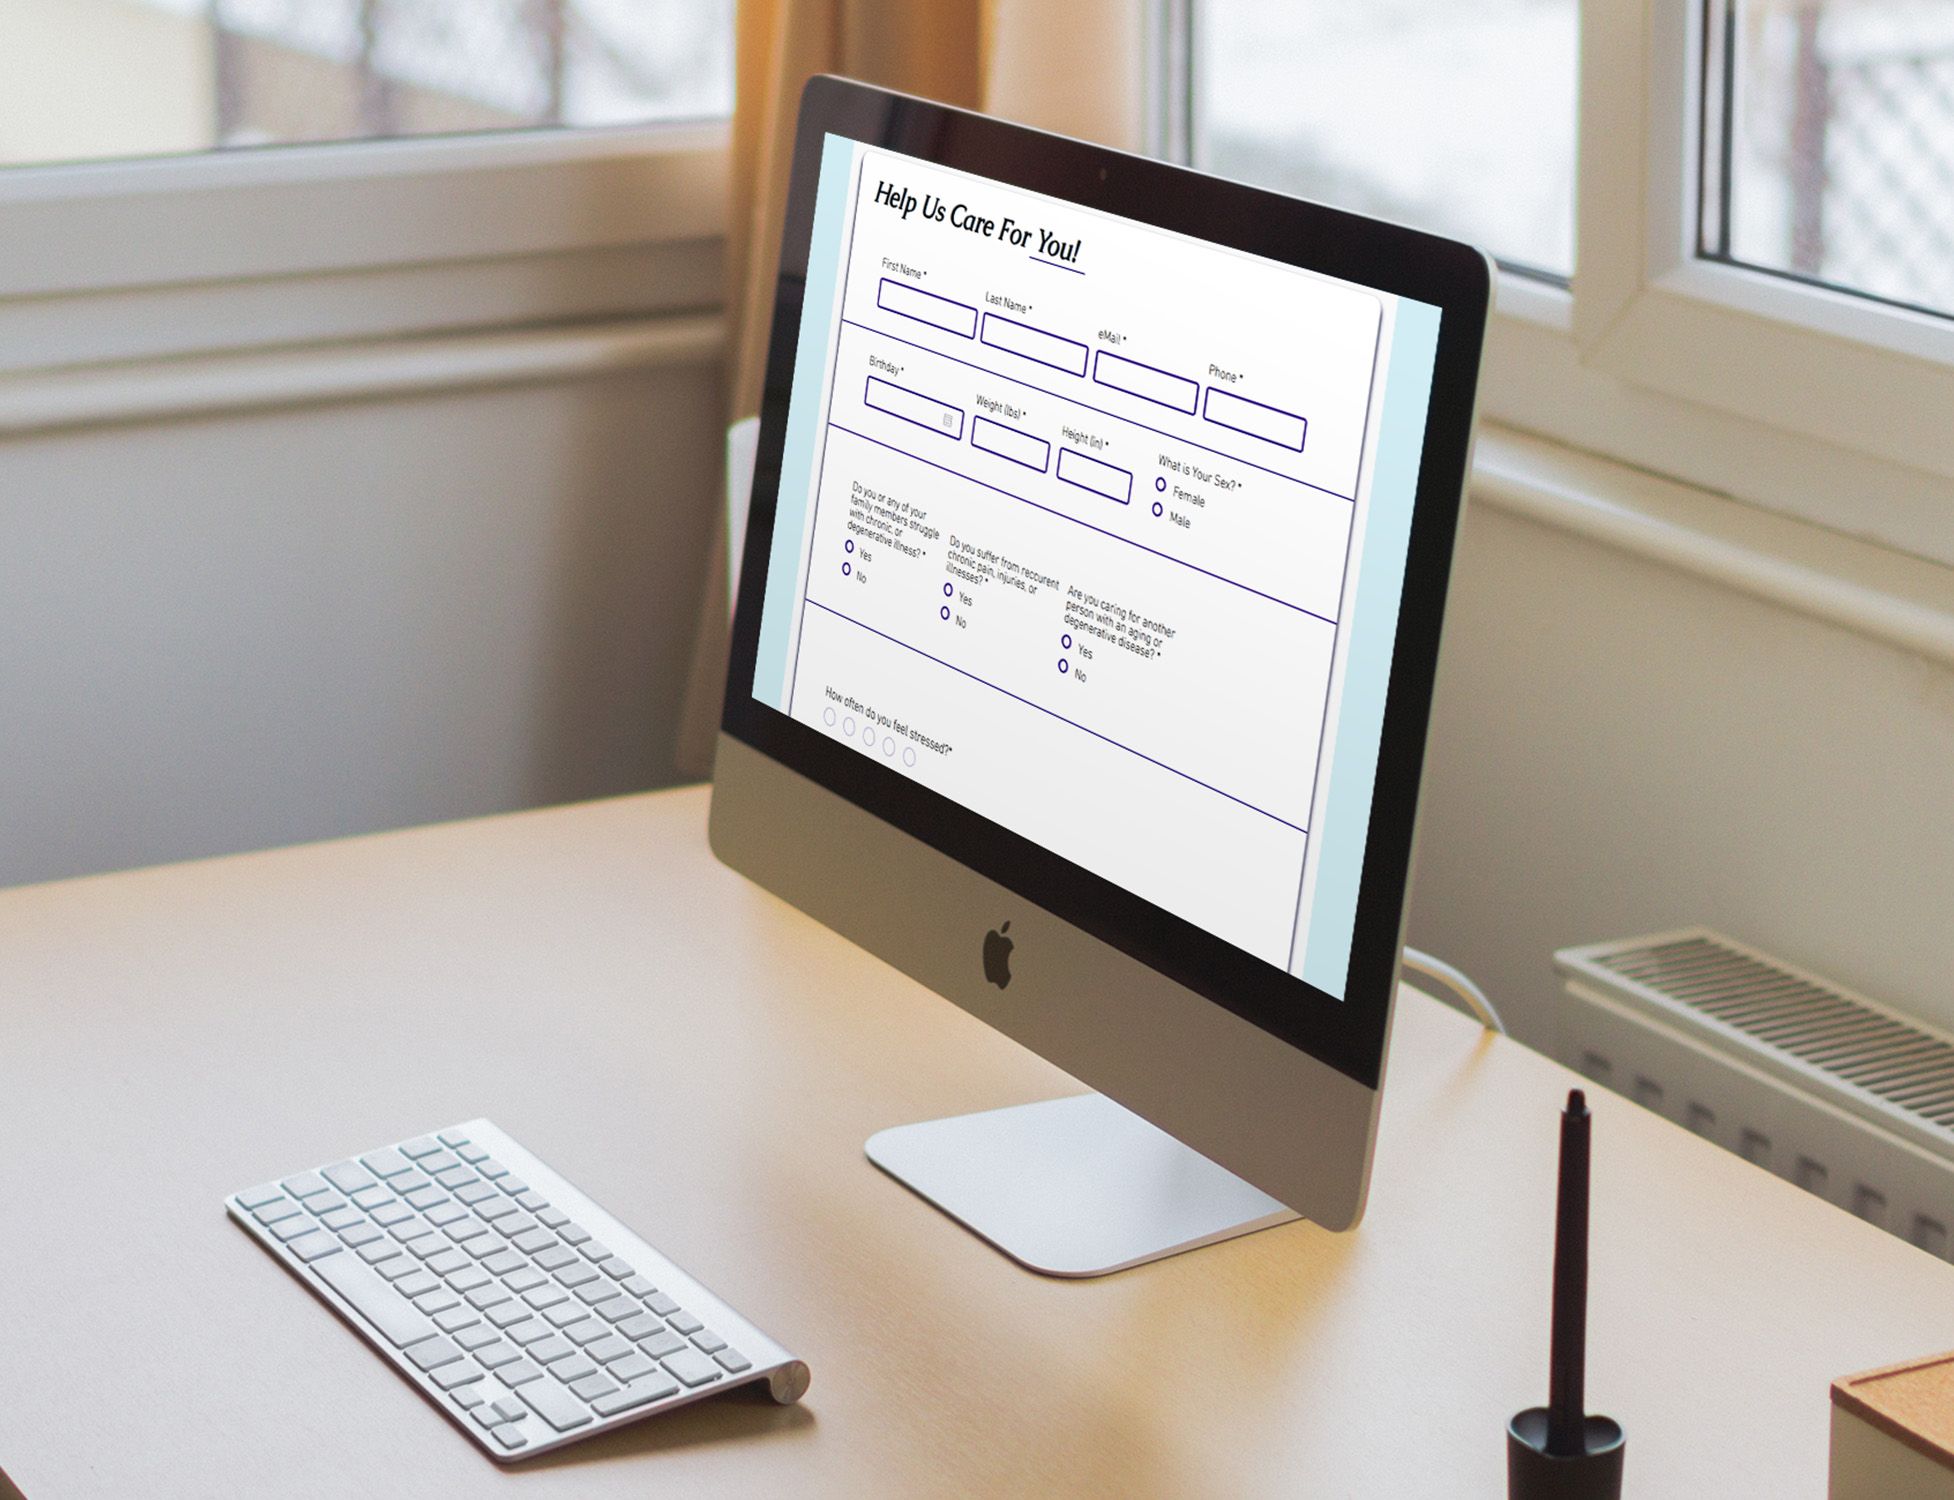 Help Us Care For You!
First Name *
Last Name *
eMail *
Phone *
Birthday *
Weight (lbs) *
Height (in) *
What is Your Sex? *
Female
Male
Do you or any of your
family members struggle
with chronic, or
degenerative illness? *
Yes
No
Do you suffer from reccurent
chronic pain, injuries, or
illnesses? *
Yes
No
Are you caring for another
person with an aging or
degenerative disease? *
Yes
No
How often do you feel stressed?*